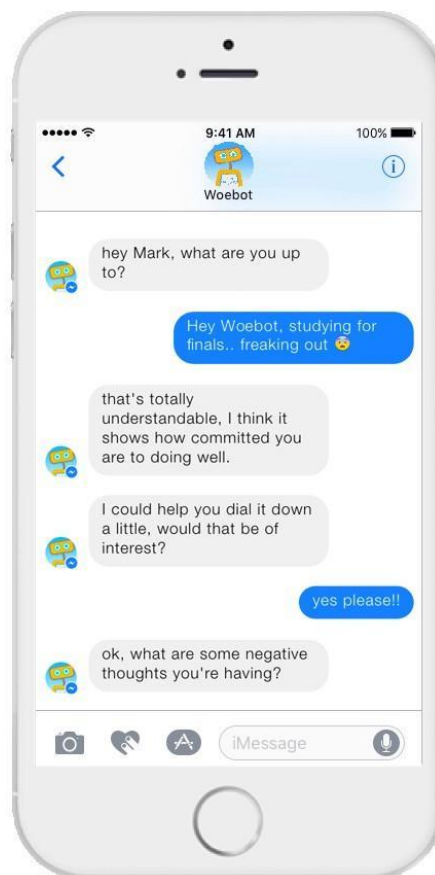 9:41 AM 100%
Woebot
hey Mark, what are you up
to?
Hey Woebot, studying for
finals.. freaking out 😨
that's totally
understandable, I think it
shows how committed you
are to doing well.
I could help you dial it down
a little, would that be of
interest?
yes please!!
ok, what are some negative
thoughts you're having?
iMessage